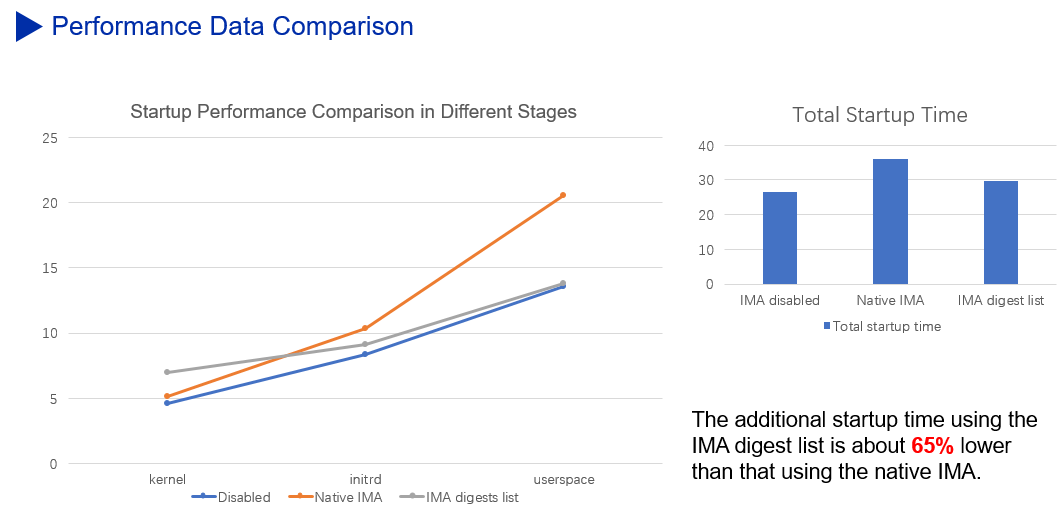 Performance Data Comparison
Startup Performance Comparison in Different Stages
25
20
15
10
5
0
kernel initrd userspace
Disabled Native IMA IMA digests list
Total Startup Time
40
30
20
10
0
IMA disabled Native IMA IMA digest list
Total startup time
The additional startup time using the
IMA digest list is about 65% lower
than that using the native IMA.